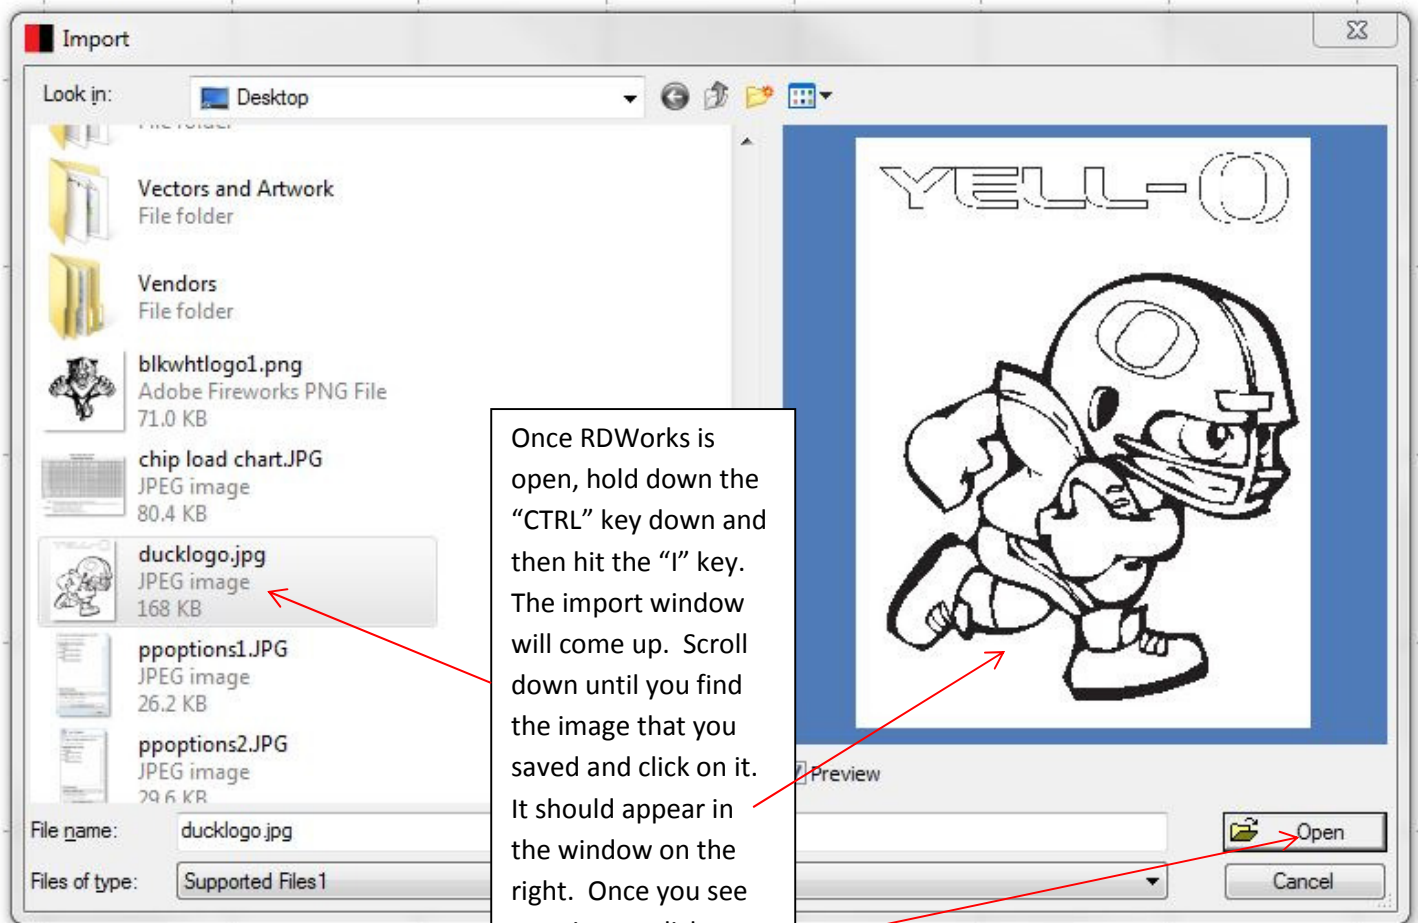 Import
Look in:
Desktop
Vectors and Artwork
File folder
Vendors
File folder
blkwhtlogo1.png
Adobe Fireworks PNG File
71.0 KB
chip load chart.JPG
JPEG image
80.4 KB
ducklogo.jpg
JPEG image
168 KB
ppoptions1.JPG
JPEG image
26.2 KB
ppoptions2.JPG
JPEG image
29.6 KB
Once RDWorks is
open, hold down the
“CTRL” key down and
then hit the “I” key.
The import window
will come up. Scroll
down until you find
the image that you
saved and click on it.
It should appear in
the window on the
right. Once you see
YELL-O
Preview
File name:
ducklogo.jpg
Open
Files of type:
Supported Files1
Cancel